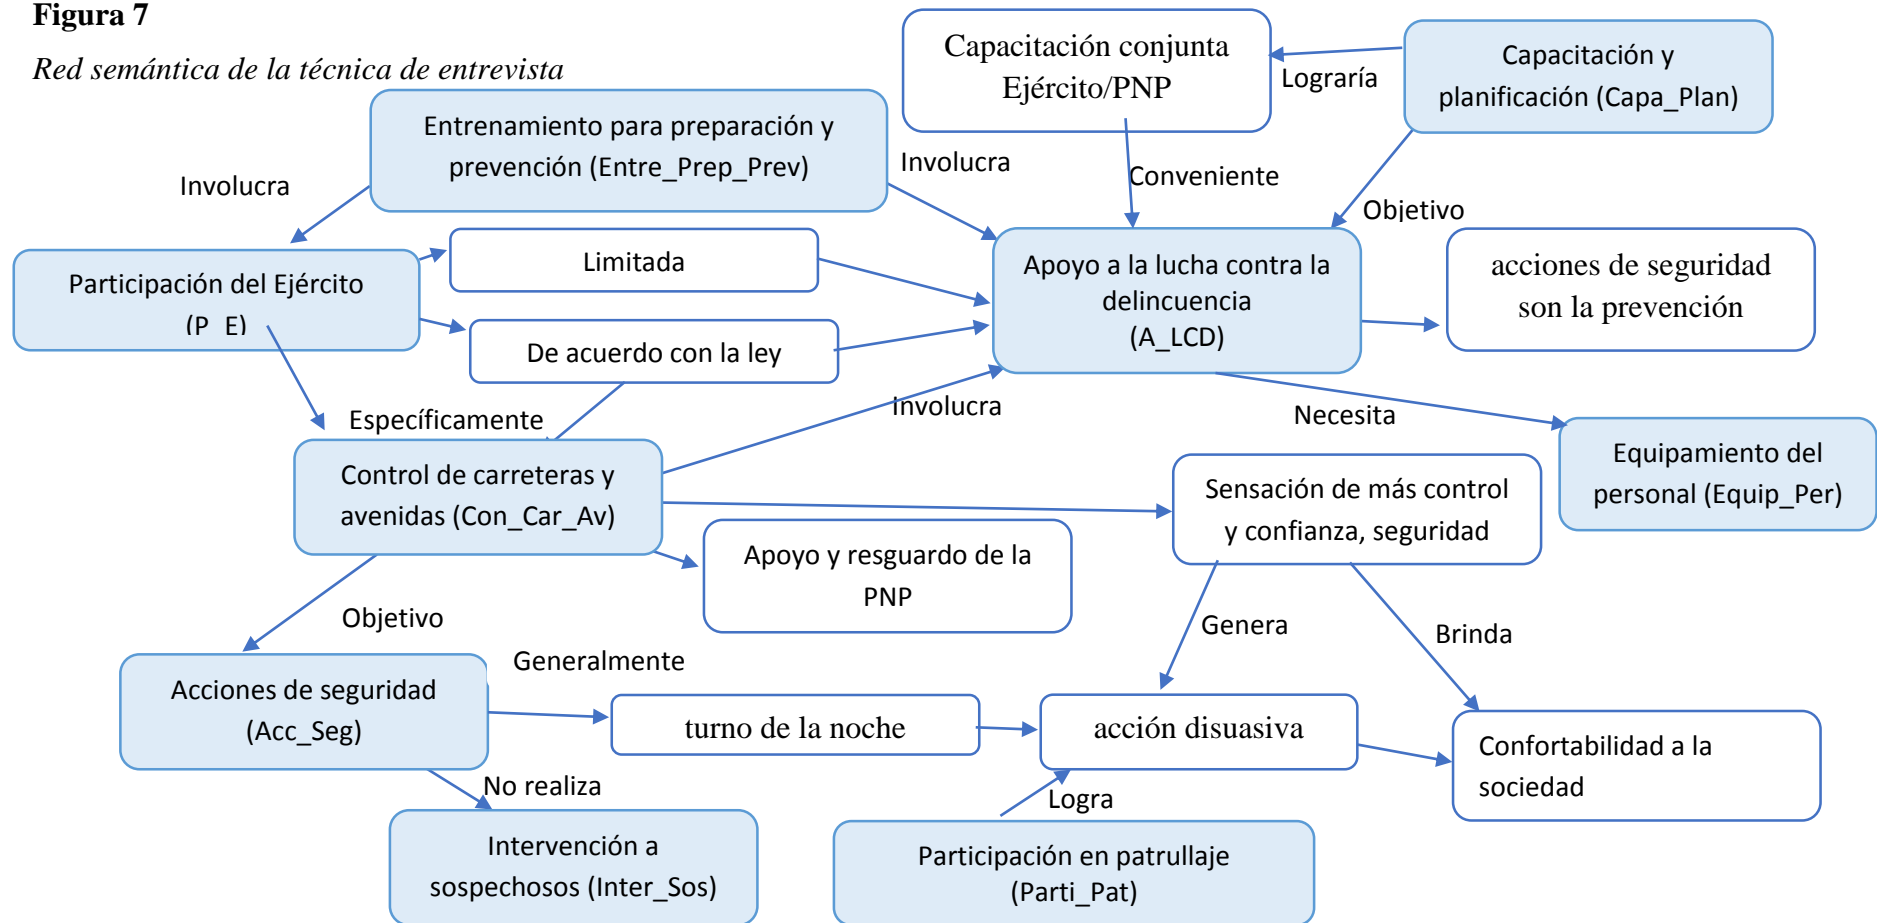 Figura 7
Red semántica de la técnica de entrevista
Capacitación conjunta
Ejército/PNP
Lograría
Capacitación y
planificación (Capa_Plan)
Entrenamiento para preparación y
prevención (Entre_Prep_Prev)
Involucra
Involucra
Conveniente
Objetivo
Participación del Ejército
(P_E)
Limitada
De acuerdo con la ley
Apoyo a la lucha contra la
delincuencia
(A_LCD)
acciones de seguridad
son la prevención
Específicamente
Involucra
Necesita
Control de carreteras y
avenidas (Con_Car_Av)
Sensación de más control
y confianza, seguridad
Equipamiento del
personal (Equip_Per)
Apoyo y resguardo de la
PNP
Objetivo
Genera
Brinda
Generalmente
Acciones de seguridad
(Acc_Seg)
turno de la noche
acción disuasiva
Confortabilidad a la
sociedad
No realiza
Logra
Intervención a
sospechosos (Inter_Sos)
Participación en patrullaje
(Parti_Pat)